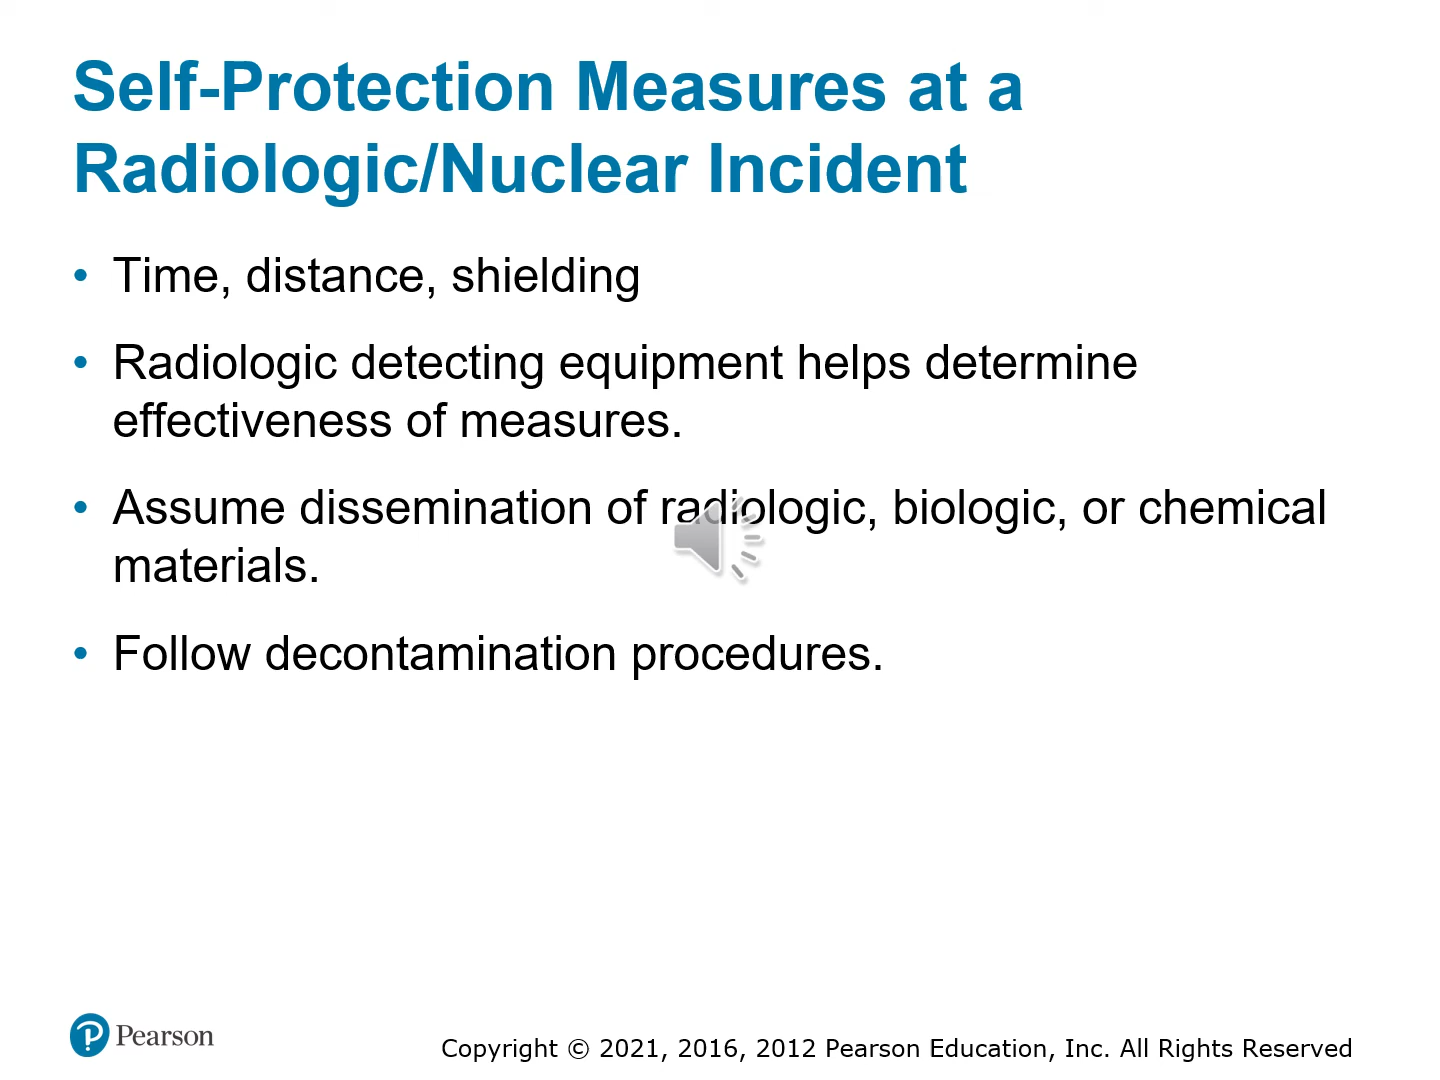 Self-Protection Measures at a
Radiologic/Nuclear Incident
• Time, distance, shielding
• Radiologic detecting equipment helps determine
effectiveness of measures.
• Assume dissemination of radiologic, biologic, or chemical
materials.
• Follow decontamination procedures.
Pearson
Copyright © 2021, 2016, 2012 Pearson Education, Inc. All Rights Reserved